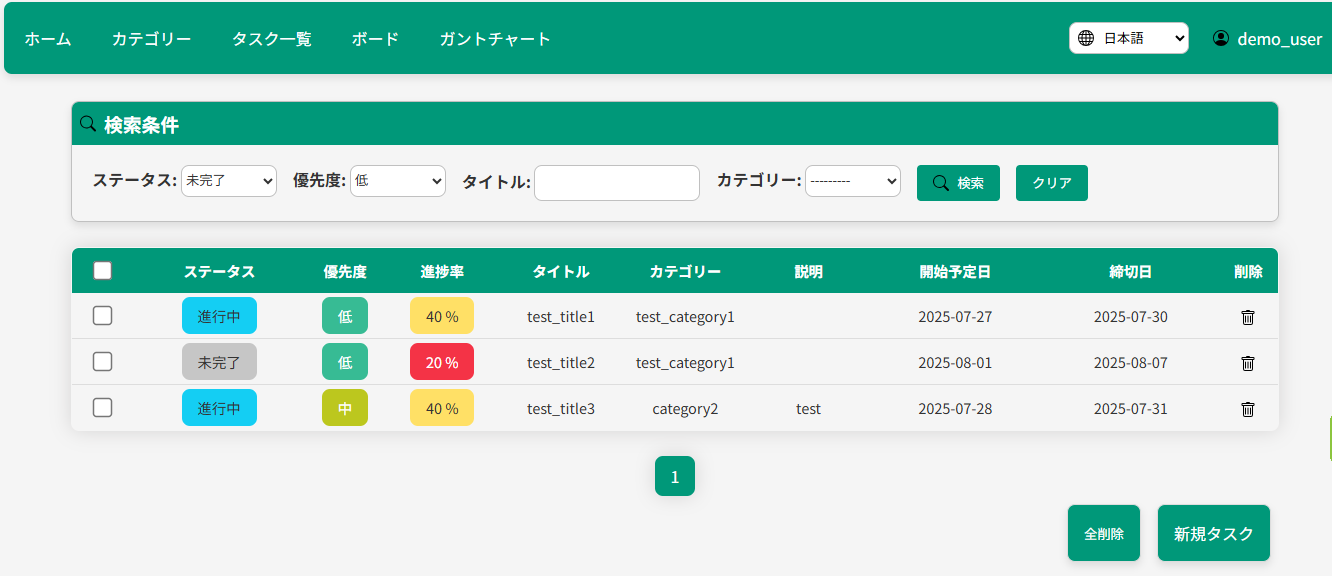 ホーム カテゴリー タスク一覧 ボード ガントチャート 日本語 demo_user
検索条件
ステータス: 未完了 優先度: 低 タイトル: カテゴリー: --------- 検索 クリア
ステータス 優先度 進捗率 タイトル カテゴリー 説明 開始予定日 締切日 削除
進行中 低 40 % test_title1 test_category1 2025-07-27 2025-07-30
未完了 低 20 % test_title2 test_category1 2025-08-01 2025-08-07
進行中 中 40 % test_title3 category2 test 2025-07-28 2025-07-31
1
全削除 新規タスク